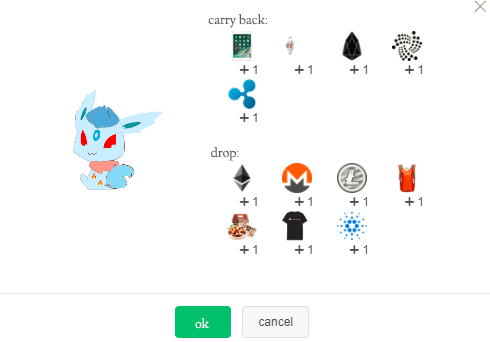 carry back:
+ 1 + 1 + 1 + 1
+ 1
drop:
+ 1 + 1 + 1 + 1
+ 1 + 1 + 1
ok cancel